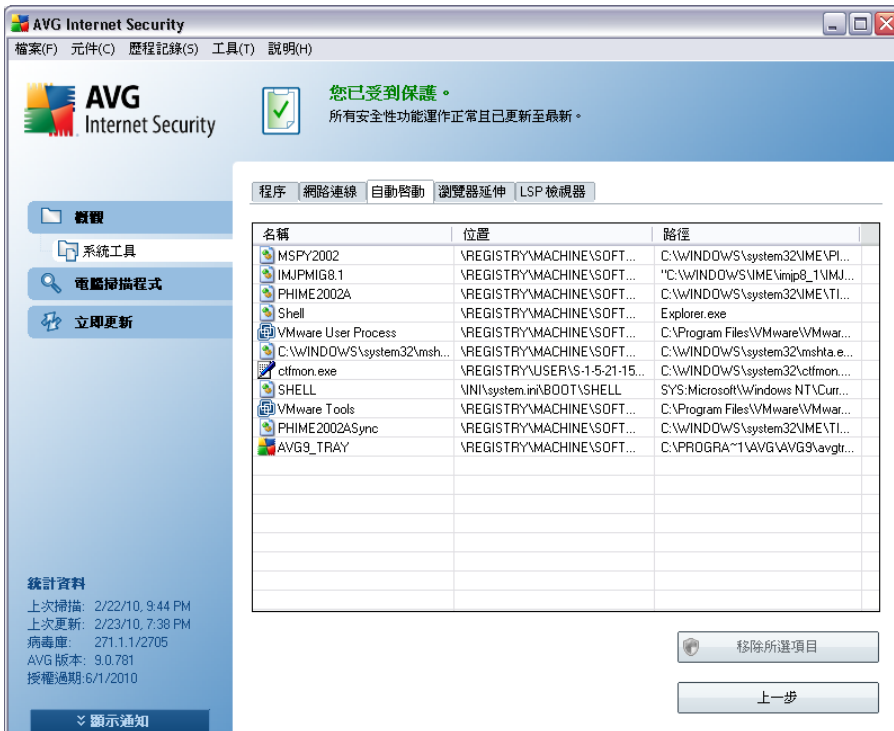 AVG Internet Security
檔案(F) 元件(C) 歷程記錄(S) 工具(T) 說明(H)
AVG
Internet Security
您已受到保護。
所有安全性功能運作正常且已更新至最新。
概觀
系統工具
電腦掃描程式
立即更新
程序 網路連線 自動啓動 瀏覽器延伸 LSP 檢視器
名稱 位置 路徑
MSPY2002 \REGISTRY\MACHINE\SOFT... C:\WINDOWS\system32\IME\PI...
IMJPMIG8.1 \REGISTRY\MACHINE\SOFT... "C:\WINDOWS\IME\imjp8_1\IMJ...
PHIME2002A \REGISTRY\MACHINE\SOFT... C:\WINDOWS\system32\IME\TI...
Shell \REGISTRY\MACHINE\SOFT... Explorer.exe
VMware User Process \REGISTRY\MACHINE\SOFT... C:\Program Files\VMware\VMwar...
C:\WINDOWS\system32\msh... \REGISTRY\MACHINE\SOFT... C:\WINDOWS\system32\mshta.e...
ctfmon.exe \REGISTRY\USER\S-1-5-21-15... C:\WINDOWS\system32\ctfmon....
SHELL \INI\system.ini\BOOT\SHELL SYS:Microsoft\Windows NT\Curr...
VMware Tools \REGISTRY\MACHINE\SOFT... C:\Program Files\VMware\VMwar...
PHIME2002ASync \REGISTRY\MACHINE\SOFT... C:\WINDOWS\system32\IME\TI...
AVG9_TRAY \REGISTRY\MACHINE\SOFT... C:\PROGRA~1\AVG\AVG9\avgtr...
統計資料
上次掃描: 2/22/10, 9:44 PM
上次更新: 2/23/10, 7:38 PM
病毒庫: 271.1.1/2705
AVG 版本: 9.0.781
授權過期:6/1/2010
顯示通知
移除所選項目
上一步